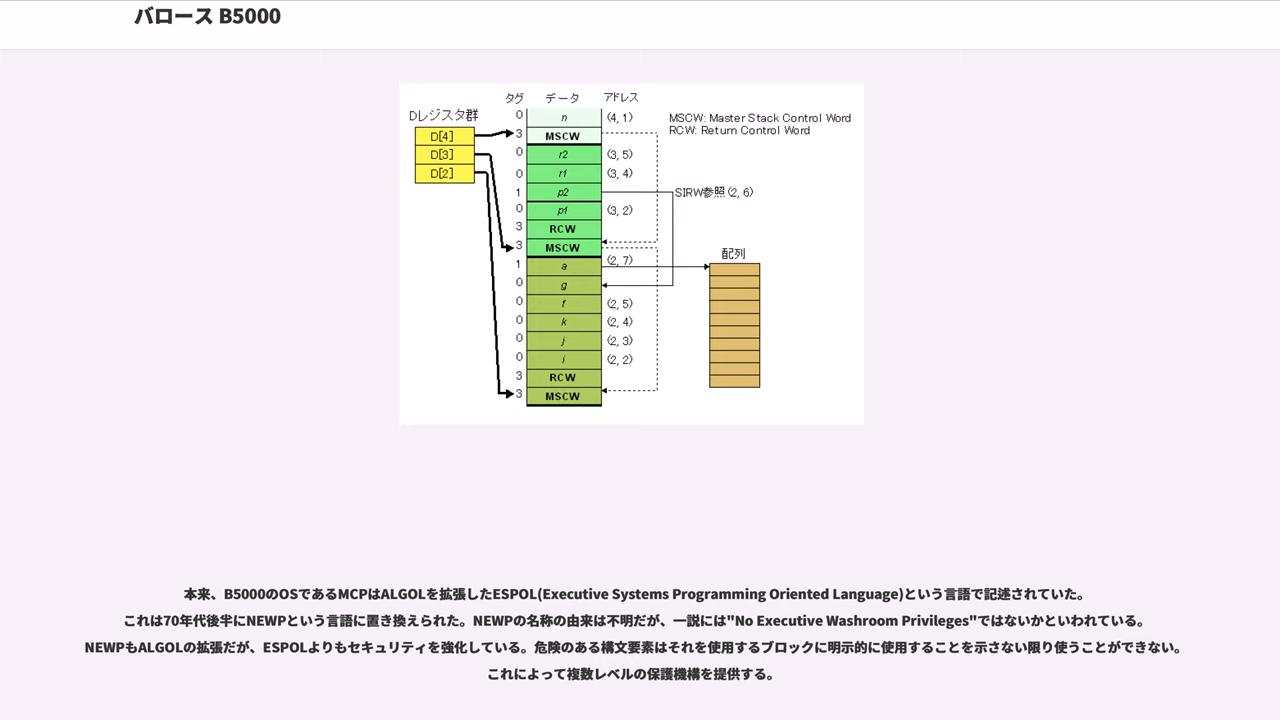 バロース B5000
タグ データ アドレス
Dレジスタ群
0 n (4, 1)
MSCW: Master Stack Control Word
RCW: Return Control Word
D[4] 3 MSCW
D[3] 0 r2 (3, 5)
D[2] 0 r1 (3, 4)
1 p2 SIRW参照(2, 6)
0 p1 (3, 2)
3 RCW
3 MSCW
配列
(2, 7)
1 a
0 g
0 f (2, 5)
0 k (2, 4)
0 j (2, 3)
0 i (2, 2)
3 RCW
3 MSCW
本来、B5000のOSであるMCPはALGOLを拡張したESPOL(Executive Systems Programming Oriented Language)という言語で記述されていた。
これは70年代後半にNEWPという言語に置き換えられた。NEWPの名称の由来は不明だが、一説には"No Executive Washroom Privileges"ではないかといわれている。
NEWPもALGOLの拡張だが、ESPOLよりもセキュリティを強化している。危険のある構文要素はそれを使用するブロックに明示的に使用することを示さない限り使うことができない。
これによって複数レベルの保護機構を提供する。